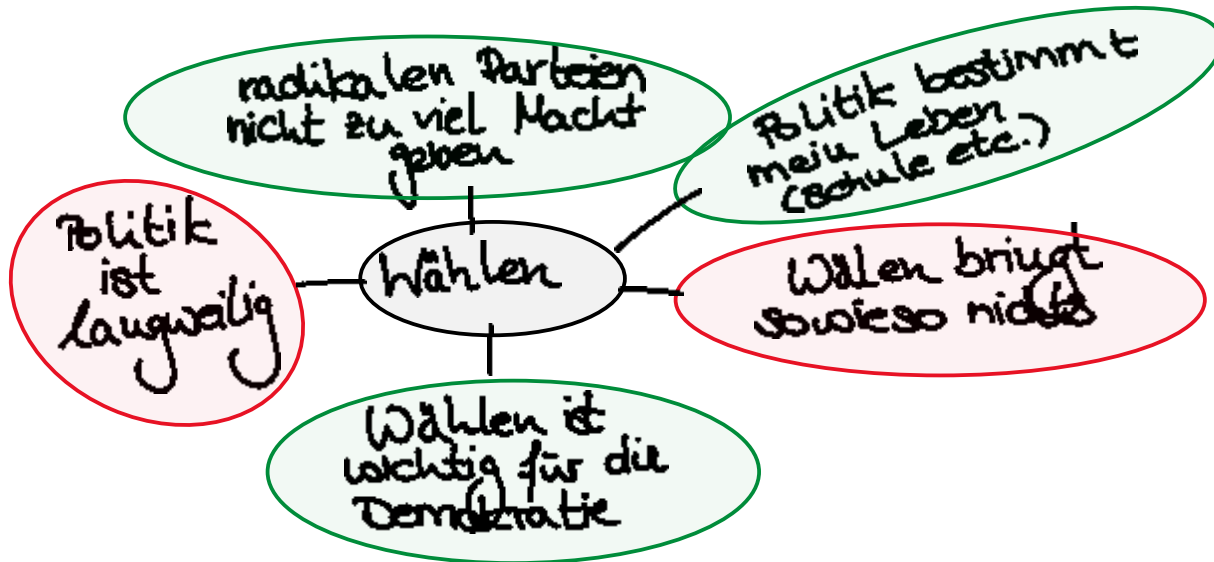 radikalen Parteien
nicht zu viel Macht
geben
Politik bestimmt
mein Leben
(Schule etc.)
Politik
ist
langweilig
Wählen
Wälen bringt
sowieso nichts
Wählen ist
wichtig für die
Demokratie